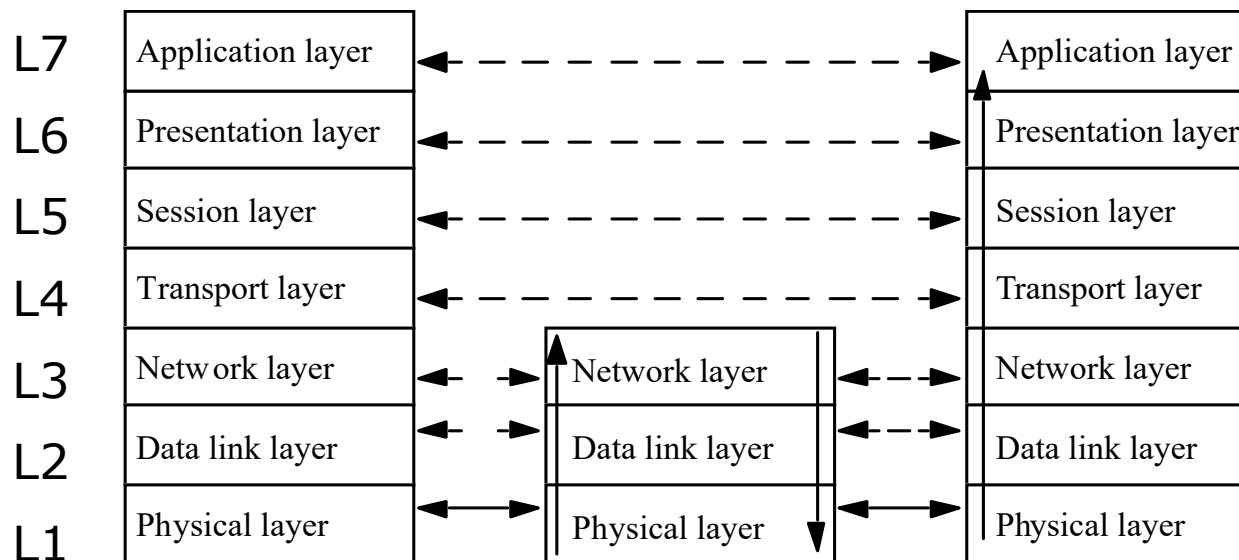 L7 Application layer Application layer
L6 Presentation layer Presentation layer
L5 Session layer Session layer
L4 Transport layer Transport layer
L3 Network layer Network layer Network layer
L2 Data link layer Data link layer Data link layer
L1 Physical layer Physical layer Physical layer